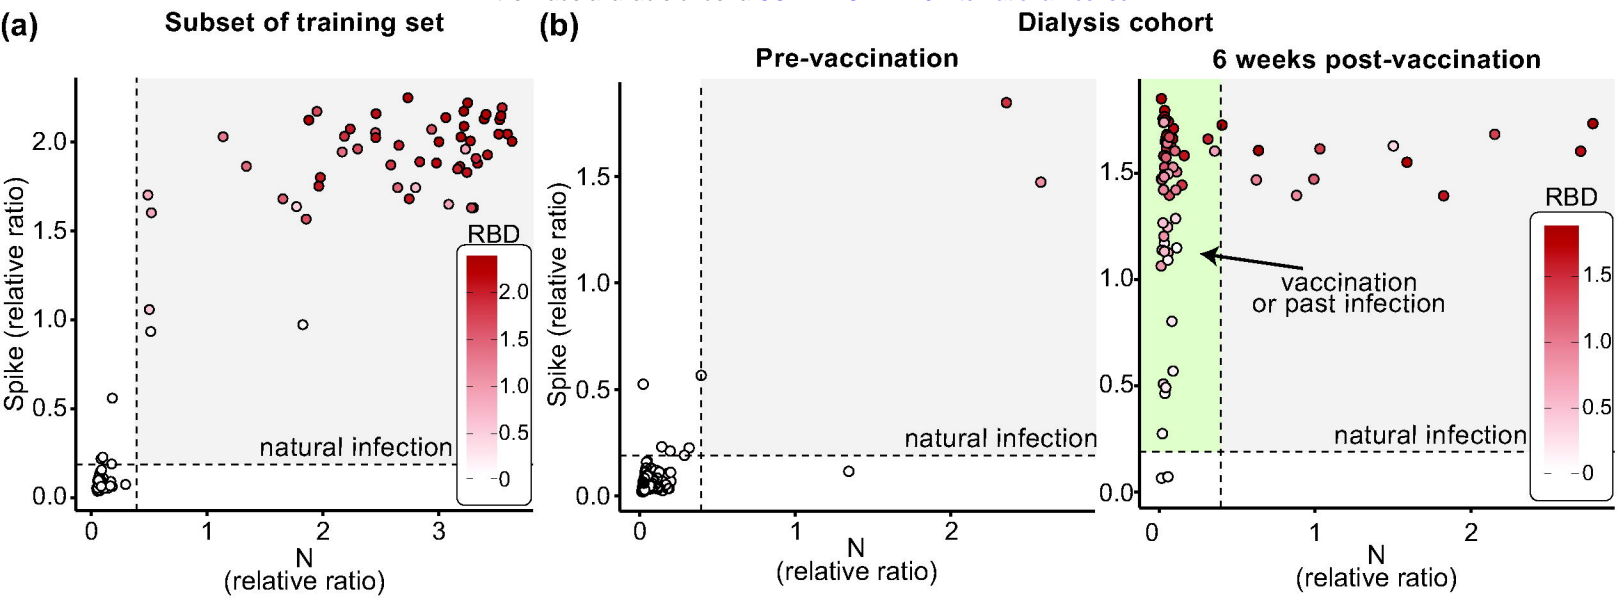 (a)
Subset of training set
(b)
Dialysis cohort
Pre-vaccination
6 weeks post-vaccination
Spike (relative ratio)
2.0
1.5
1.0
0.5
0.0
0
1
2
3
N
(relative ratio)
natural infection
RBD
2.0
1.5
1.0
0.5
0
Spike (relative ratio)
1.5
1.0
0.5
0.0
0
1
2
N
(relative ratio)
natural infection
1.5
1.0
0.5
0.0
0
1
2
N
(relative ratio)
vaccination
or past infection
natural infection
RBD
1.5
1.0
0.5
0